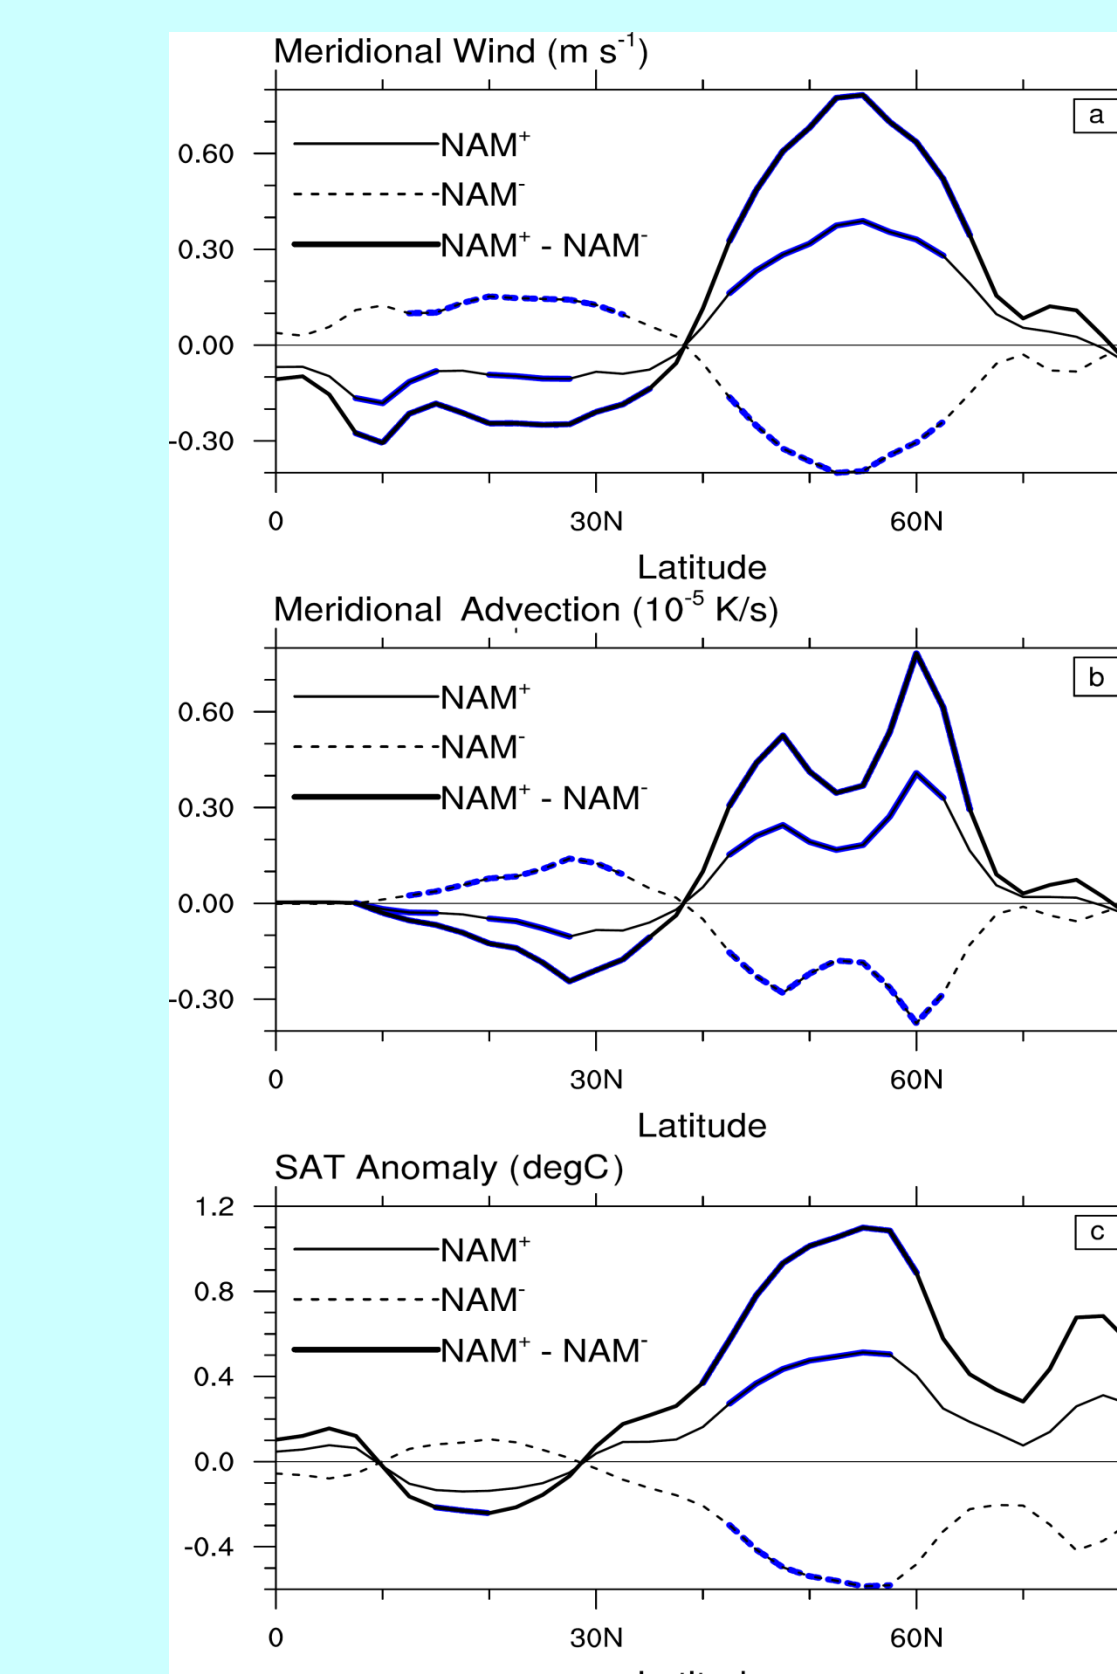 Meridional Wind (m s⁻¹)
a
NAM⁺
NAM⁻
NAM⁺ - NAM⁻
0.60
0.30
0.00
-0.30
0 30N 60N
Latitude
Meridional Advection (10⁻⁵ K/s)
b
NAM⁺
NAM⁻
NAM⁺ - NAM⁻
0.60
0.30
0.00
-0.30
0 30N 60N
Latitude
SAT Anomaly (degC)
c
NAM⁺
NAM⁻
NAM⁺ - NAM⁻
1.2
0.8
0.4
0.0
-0.4
0 30N 60N